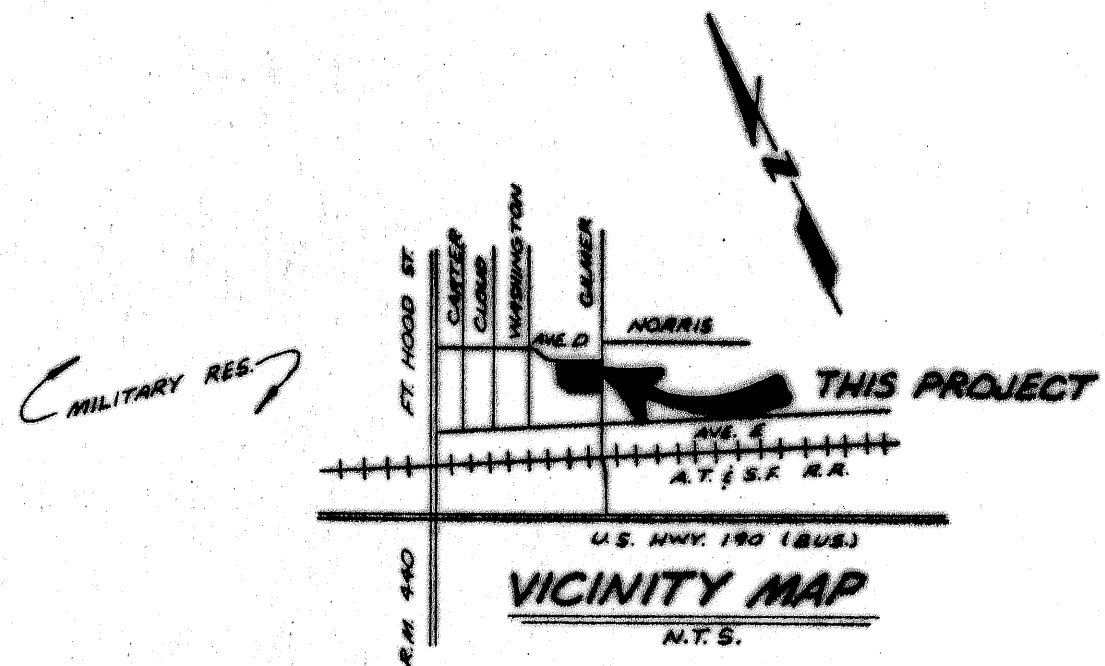 N
FT. HOOD ST.
CARTER
CLOUD
WASHINGTON
GILMER
AVE. D
NORRIS
MILITARY RES.
THIS PROJECT
AVE. E
A.T. & S.F. R.R.
U.S. HWY. 190 (BUS.)
R.M. 440
VICINITY MAP
N.T.S.